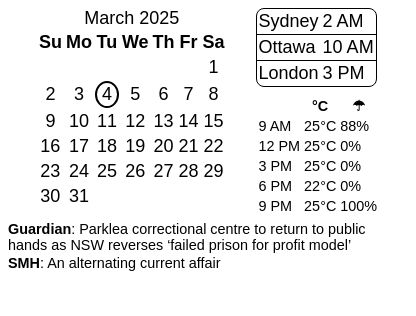 March 2025
Su Mo Tu We Th Fr Sa
1
2 3 4 5 6 7 8
9 10 11 12 13 14 15
16 17 18 19 20 21 22
23 24 25 26 27 28 29
30 31
Sydney 2 AM
Ottawa 10 AM
London 3 PM
°C ☂
9 AM 25°C 88%
12 PM 25°C 0%
3 PM 25°C 0%
6 PM 22°C 0%
9 PM 25°C 100%
Guardian: Parklea correctional centre to return to public
hands as NSW reverses ‘failed prison for profit model’
SMH: An alternating current affair